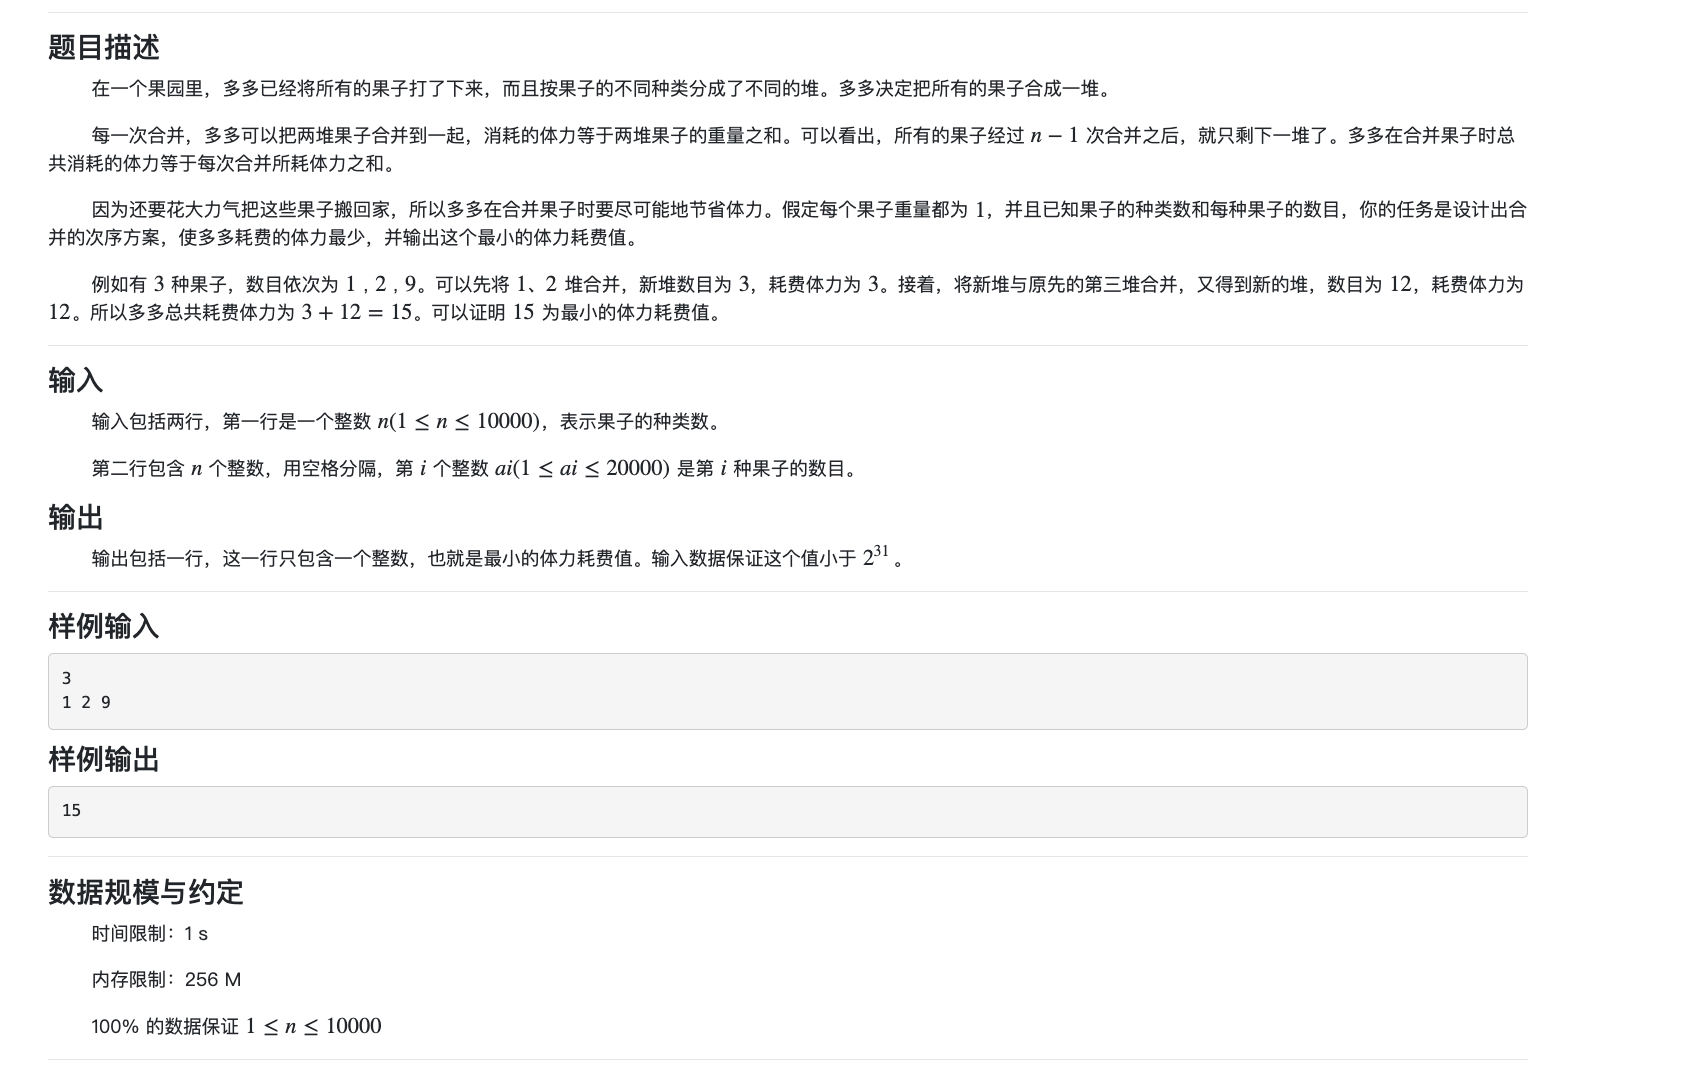 题目描述
在一个果园里，多多已经将所有的果子打了下来，而且按果子的不同种类分成了不同的堆。多多决定把所有的果子合成一堆。
每一次合并，多多可以把两堆果子合并到一起，消耗的体力等于两堆果子的重量之和。可以看出，所有的果子经过 n − 1 次合并之后，就只剩下一堆了。多多在合并果子时总
共消耗的体力等于每次合并所耗体力之和。
因为还要花大力气把这些果子搬回家，所以多多在合并果子时要尽可能地节省体力。假定每个果子重量都为 1，并且已知果子的种类数和每种果子的数目，你的任务是设计出合
并的次序方案，使多多耗费的体力最少，并输出这个最小的体力耗费值。
例如有 3 种果子，数目依次为 1 , 2 , 9。可以先将 1、2 堆合并，新堆数目为 3，耗费体力为 3。接着，将新堆与原先的第三堆合并，又得到新的堆，数目为 12，耗费体力为
12。所以多多总共耗费体力为 3 + 12 = 15。可以证明 15 为最小的体力耗费值。
输入
输入包括两行，第一行是一个整数 n(1 ≤ n ≤ 10000)，表示果子的种类数。
第二行包含 n 个整数，用空格分隔，第 i 个整数 ai(1 ≤ ai ≤ 20000) 是第 i 种果子的数目。
输出
输出包括一行，这一行只包含一个整数，也就是最小的体力耗费值。输入数据保证这个值小于 2³¹ 。
样例输入
3
1 2 9
样例输出
15
数据规模与约定
时间限制：1 s
内存限制：256 M
100% 的数据保证 1 ≤ n ≤ 10000